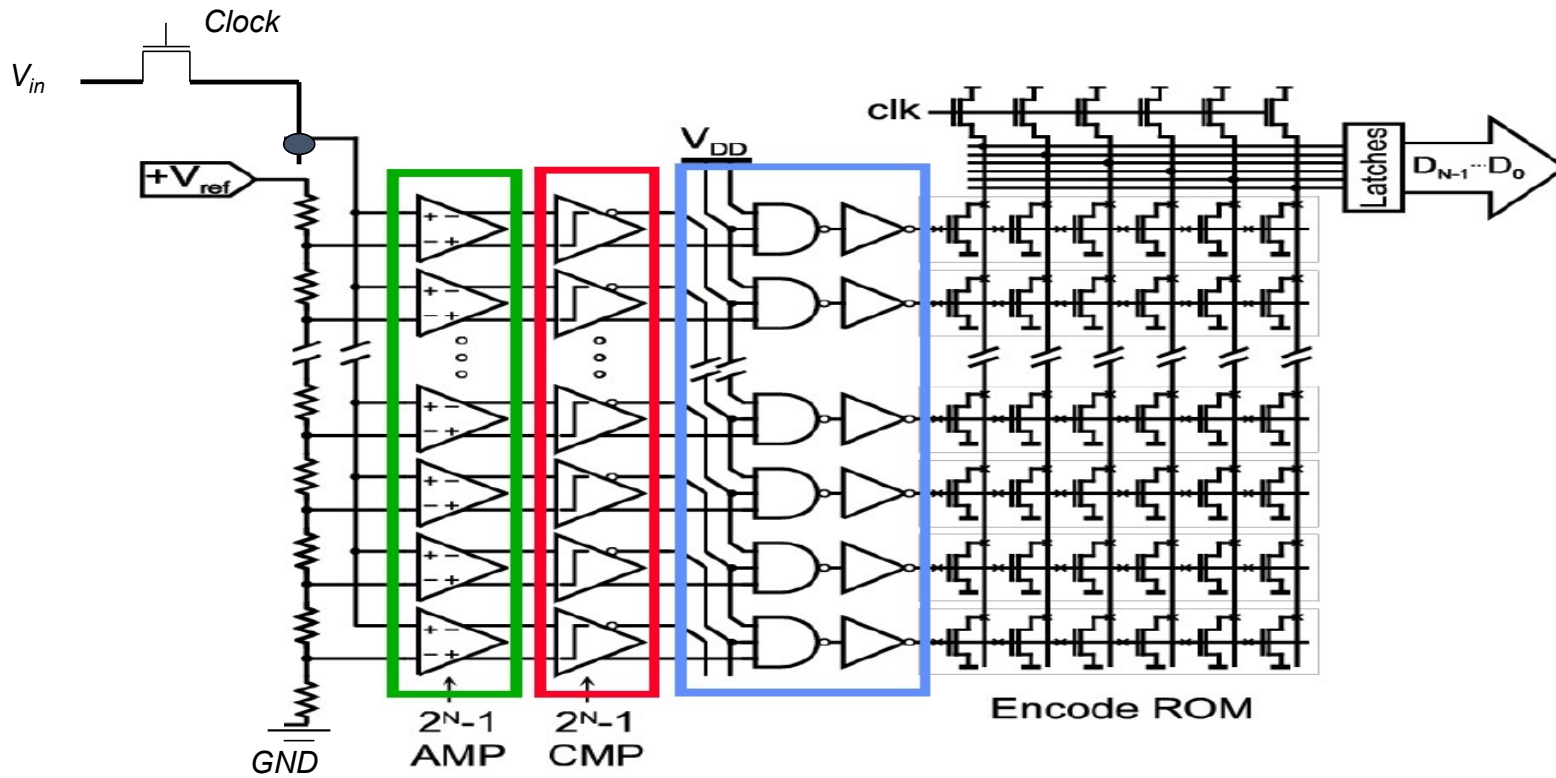 Clock
V_in
clk
V_DD
+V_ref
Latches
D_N-1 ··· D_0
+ −
− +
+ −
− +
+ −
− +
+ −
− +
+ −
− +
+ −
− +
2^N-1
AMP
2^N-1
CMP
Encode ROM
GND